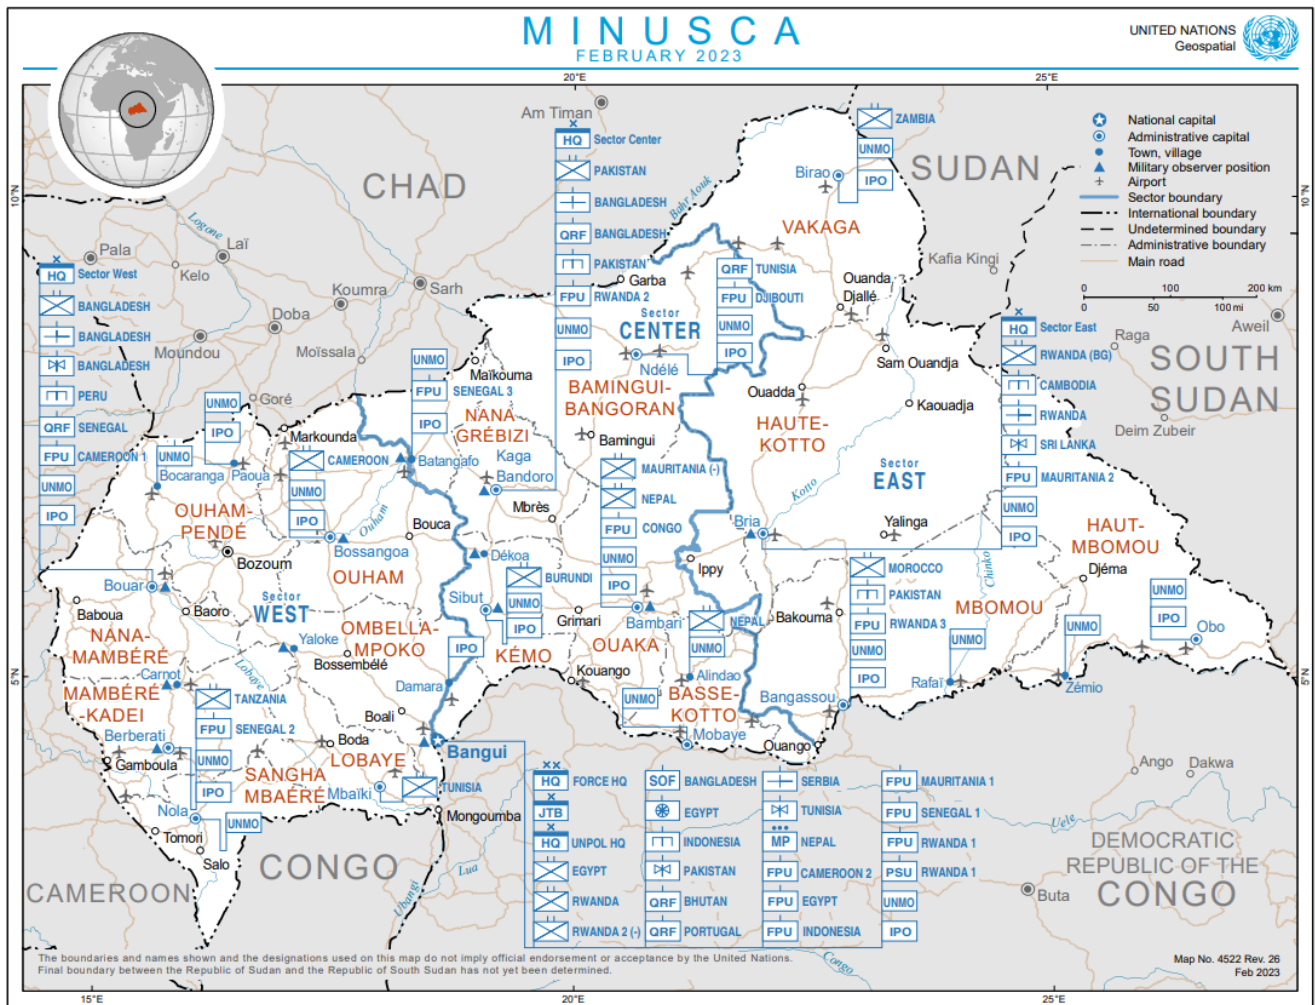 MINUSCA
FEBRUARY 2023
UNITED NATIONS
Geospatial
20°E
25°E
10°N
10°N
5°N
5°N
15°E
20°E
25°E
National capital
Administrative capital
Town, village
Military observer position
Airport
Sector boundary
International boundary
Undetermined boundary
Administrative boundary
Main road
0 100 200 km
0 50 100 mi
CHAD
SUDAN
SOUTH
SUDAN
DEMOCRATIC
REPUBLIC OF THE
CONGO
CONGO
CAMEROON
Am Timan
Pala
Laï
Kelo
Koumra
Sarh
Doba
Moundou
Moïssala
Goré
Logone
Bahr Aouk
Kafia Kingi
Raga
Aweil
Deim Zubeir
Ango
Dakwa
Buta
Uele
Congo
Lua
Ubangi
HQ Sector West
BANGLADESH
BANGLADESH
BANGLADESH
PERU
QRF SENEGAL
FPU CAMEROON 1
UNMO
IPO
HQ Sector Center
PAKISTAN
BANGLADESH
QRF BANGLADESH
PAKISTAN
FPU RWANDA 2
UNMO
IPO
ZAMBIA
UNMO
IPO
Birao
VAKAGA
Ouanda
Djallé
Garba
Sector
CENTER
QRF TUNISIA
FPU DJIBOUTI
UNMO
IPO
Ndélé
Sam Ouandja
HQ Sector East
RWANDA (BG)
CAMBODIA
RWANDA
SRI LANKA
FPU MAURITANIA 2
UNMO
IPO
UNMO
FPU SENEGAL 3
IPO
Maïkouma
NANA
GRÉBIZI
BAMINGUI-
BANGORAN
Ouadda
Kaouadja
HAUTE-
KOTTO
Bamingui
Sector
EAST
Kotto
UNMO
IPO
Markounda
UNMO
Bocaranga
Paoua
CAMEROON
UNMO
IPO
Batangafo
Kaga
Bandoro
Mbrès
MAURITANIA (-)
NEPAL
FPU CONGO
UNMO
IPO
OUHAM-
PENDÉ
Ouham
Bouca
Bozoum
Bossangoa
OUHAM
Dékoa
Bria
Yalinga
Chinko
HAUT-
MBOMOU
Djéma
Ippy
Bouar
Baboua
Baoro
Sector
WEST
BURUNDI
UNMO
IPO
Sibut
Grimari
Bambari
NEPAL
UNMO
MOROCCO
PAKISTAN
FPU RWANDA 3
UNMO
IPO
Bakouma
MBOMOU
UNMO
UNMO
UNMO
IPO
Obo
NANA-
MAMBÉRÉ
Yaloke
OMBELLA-
MPOKO
Bossembélé
IPO
KÉMO
OUAKA
Kouango
Alindao
Bangassou
Rafaï
Zémio
Lobaye
Carnot
MAMBÉRÉ
-KADEI
TANZANIA
FPU SENEGAL 2
UNMO
IPO
Damara
UNMO
BASSE-
KOTTO
Mobaye
Ouango
Berberati
Gamboula
Boali
Boda
LOBAYE
Bangui
SANGHA
MBAÉRÉ
Mbaïki
TUNISIA
Mongoumba
Nola
UNMO
Tomori
Salo
HQ FORCE HQ
JTB
HQ UNPOL HQ
EGYPT
RWANDA
RWANDA 2 (-)
SOF BANGLADESH
EGYPT
INDONESIA
PAKISTAN
QRF BHUTAN
QRF PORTUGAL
SERBIA
TUNISIA
MP NEPAL
FPU CAMEROON 2
FPU EGYPT
FPU INDONESIA
FPU MAURITANIA 1
FPU SENEGAL 1
FPU RWANDA 1
PSU RWANDA 1
UNMO
IPO
The boundaries and names shown and the designations used on this map do not imply official endorsement or acceptance by the United Nations.
Final boundary between the Republic of Sudan and the Republic of South Sudan has not yet been determined.
Map No. 4522 Rev. 26
Feb 2023